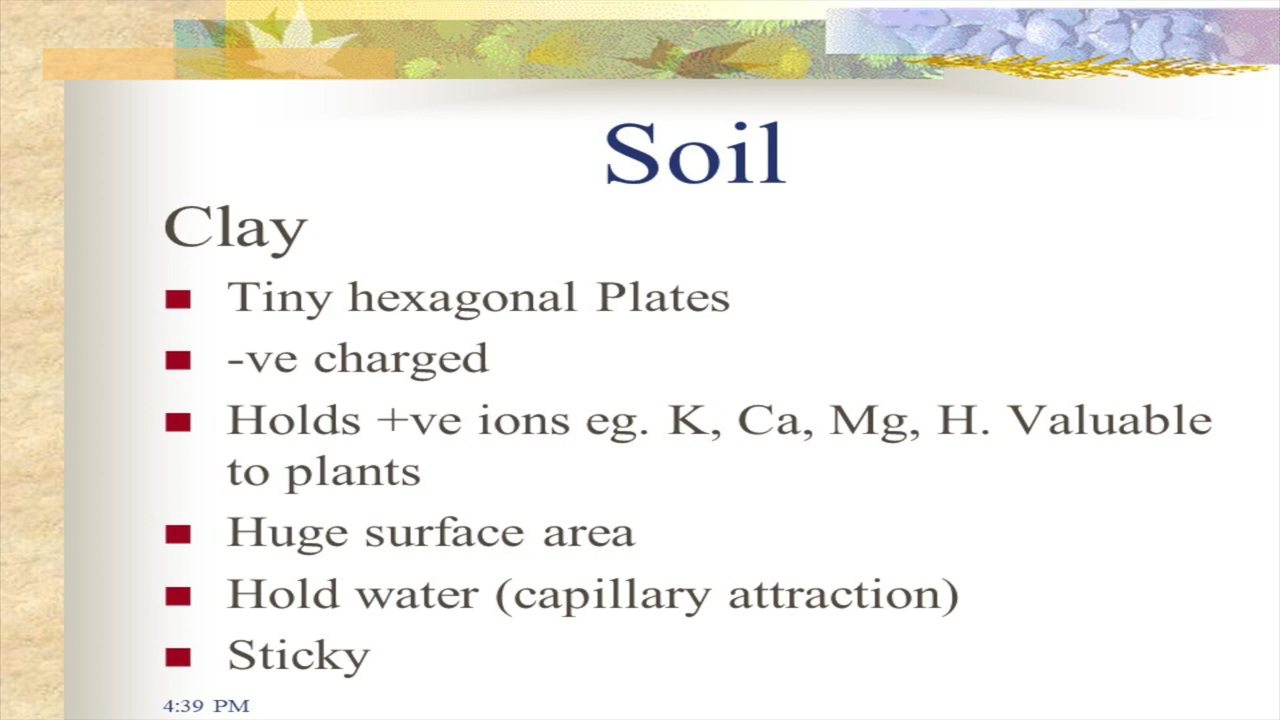 Soil
Clay
Tiny hexagonal Plates
-ve charged
Holds +ve ions eg. K, Ca, Mg, H. Valuable
to plants
Huge surface area
Hold water (capillary attraction)
Sticky
4:39 PM